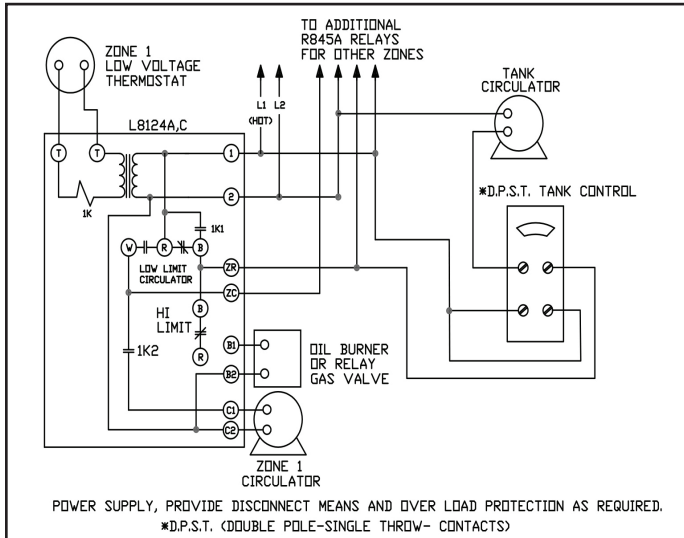 TO ADDITIONAL
R845A RELAYS
FOR OTHER ZONES
ZONE 1
LOW VOLTAGE
THERMOSTAT
TANK
CIRCULATOR
L1
(HOT)
L2
L8124A,C
T
T
1
2
1K
1K1
*D.P.S.T. TANK CONTROL
W
R
B
LOW LIMIT
CIRCULATOR
ZR
ZC
B
HI
LIMIT
R
1K2
B1
B2
OIL BURNER
OR RELAY
GAS VALVE
C1
C2
ZONE 1
CIRCULATOR
POWER SUPPLY, PROVIDE DISCONNECT MEANS AND OVER LOAD PROTECTION AS REQUIRED.
*D.P.S.T. (DOUBLE POLE-SINGLE THROW- CONTACTS)